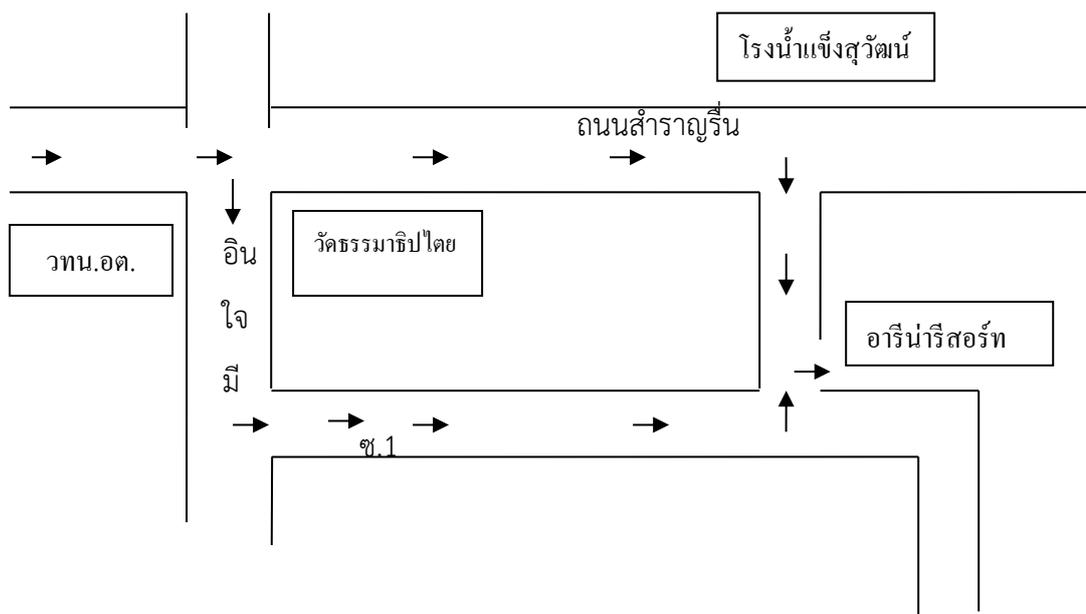 โรงน้ำแข็งสุวัฒน์
ถนนสำราญรื่น
วทน.อต.
วัดธรรมาธิปไตย
อิน
ใจ
มี
อารีน่ารีสอร์ท
ซ.1